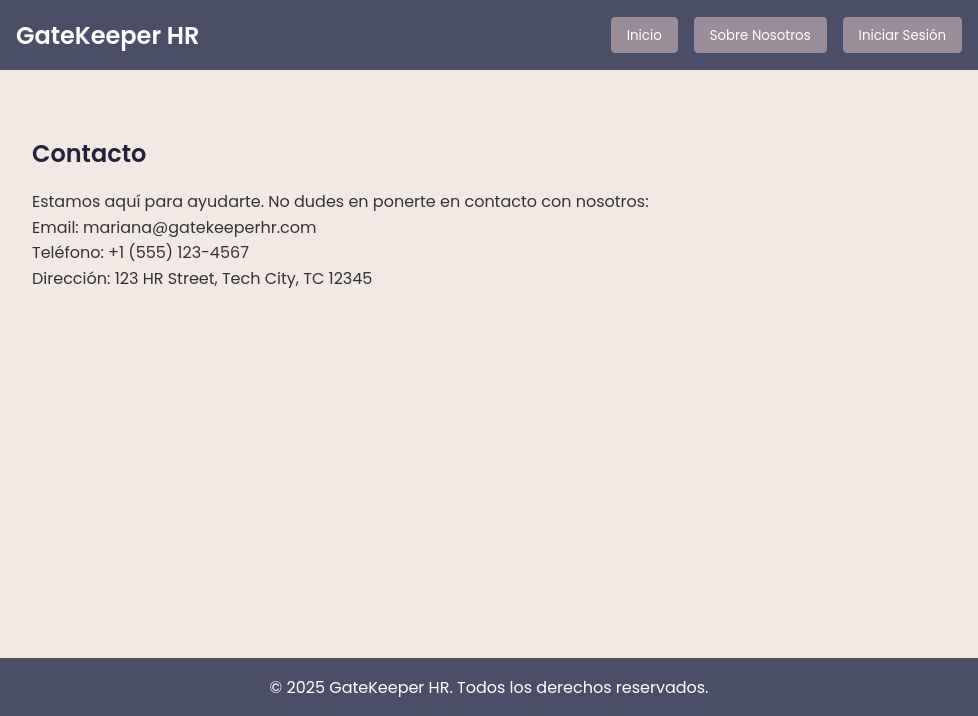 GateKeeper HR
Inicio
Sobre Nosotros
Iniciar Sesión
Contacto
Estamos aquí para ayudarte. No dudes en ponerte en contacto con nosotros:
Email: mariana@gatekeeperhr.com
Teléfono: +1 (555) 123-4567
Dirección: 123 HR Street, Tech City, TC 12345
© 2025 GateKeeper HR. Todos los derechos reservados.